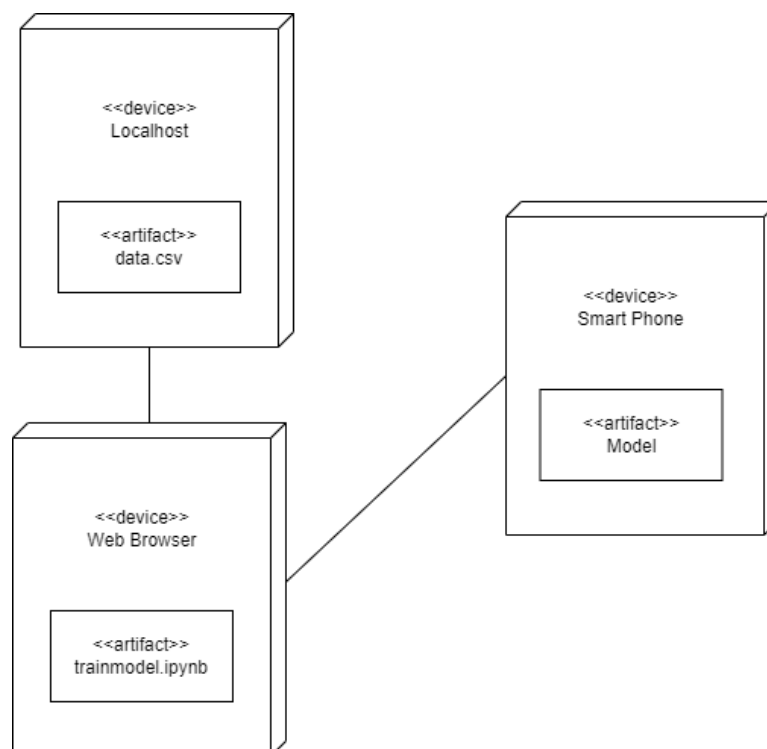 <<device>>
Localhost
<<artifact>>
data.csv
<<device>>
Smart Phone
<<artifact>>
Model
<<device>>
Web Browser
<<artifact>>
trainmodel.ipynb